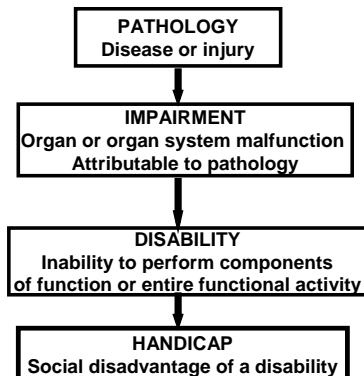 PATHOLOGY
Disease or injury
IMPAIRMENT
Organ or organ system malfunction
Attributable to pathology
DISABILITY
Inability to perform components
of function or entire functional activity
HANDICAP
Social disadvantage of a disability